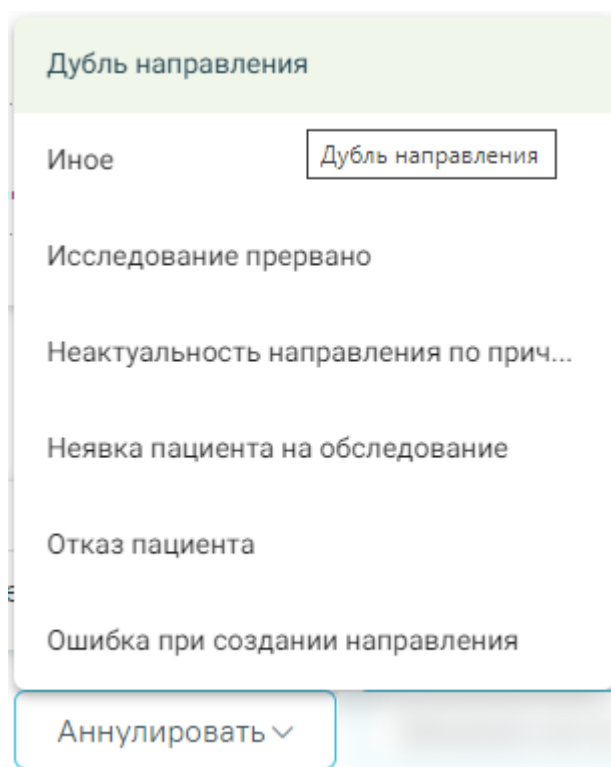 Дубль направления
Иное
Дубль направления
Исследование прервано
Неактуальность направления по прич...
Неявка пациента на обследование
Отказ пациента
Ошибка при создании направления
Аннулировать